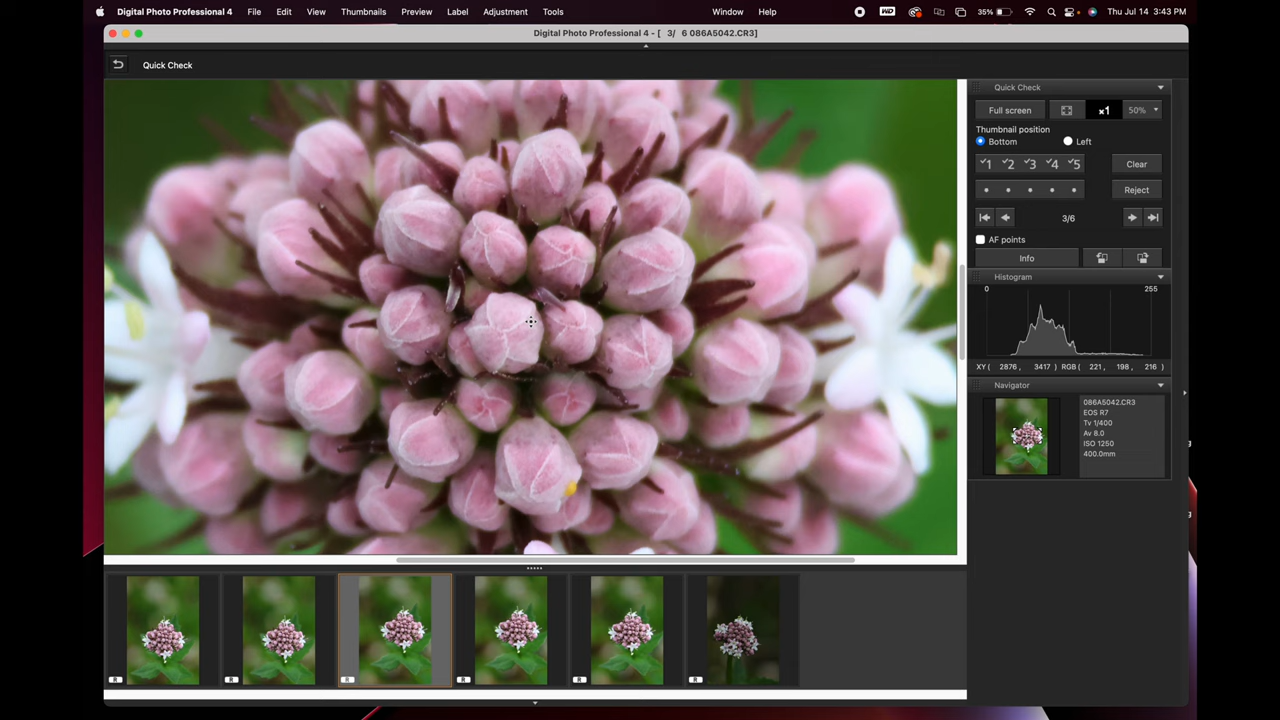 Digital Photo Professional 4 File Edit View Thumbnails Preview Label Adjustment Tools Window Help WD 35% Thu Jul 14 3:43 PM
Digital Photo Professional 4 - [ 3/ 6 086A5042.CR3]
Quick Check
Quick Check
Full screen x1 50%
Thumbnail position
Bottom Left
1 2 3 4 5 Clear
Reject
3/6
AF points
Info
Histogram
0 255
XY( 2876, 3417 ) RGB( 221, 198, 216 )
Navigator
086A5042.CR3
EOS R7
Tv 1/400
Av 8.0
ISO 1250
400.0mm
R R R R R R